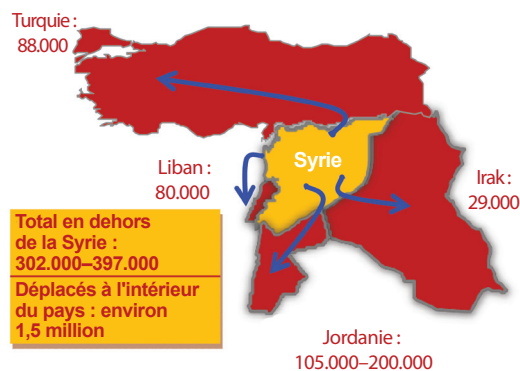 Turquie :
88.000
Syrie
Liban :
80.000
Irak :
29.000
Total en dehors
de la Syrie :
302.000–397.000
Déplacés à l'intérieur
du pays : environ
1,5 million
Jordanie :
105.000–200.000